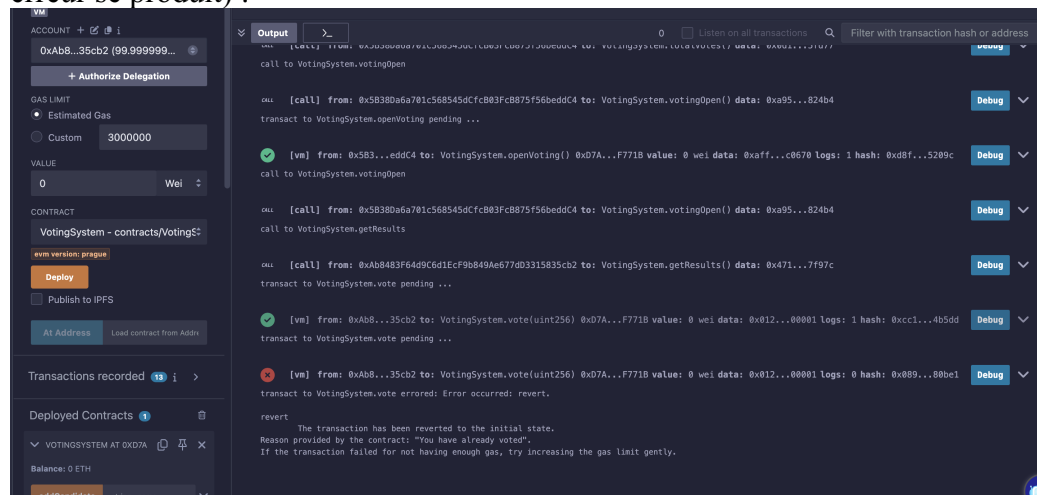 erreur se produit) :
VM
ACCOUNT
0xAb8...35cb2 (99.999999...
+ Authorize Delegation
GAS LIMIT
Estimated Gas
Custom 3000000
VALUE
0 Wei
CONTRACT
VotingSystem - contracts/VotingS
evm version: prague
Deploy
Publish to IPFS
At Address Load contract from Addre
Transactions recorded 13 i >
Deployed Contracts 1
VOTINGSYSTEM AT 0XD7A
Balance: 0 ETH
Output >_ 0 Listen on all transactions Filter with transaction hash or address
call to VotingSystem.votingOpen
CALL [call] from: 0x5B38Da6a701c568545dCfcB03FcB875f56beddC4 to: VotingSystem.votingOpen() data: 0xa95...824b4 Debug
transact to VotingSystem.openVoting pending ...
[vm] from: 0x5B3...eddC4 to: VotingSystem.openVoting() 0xD7A...F771B value: 0 wei data: 0xaff...c0670 logs: 1 hash: 0xd8f...5209c Debug
call to VotingSystem.votingOpen
CALL [call] from: 0x5B38Da6a701c568545dCfcB03FcB875f56beddC4 to: VotingSystem.votingOpen() data: 0xa95...824b4 Debug
call to VotingSystem.getResults
CALL [call] from: 0xAb8483F64d9C6d1EcF9b849Ae677dD3315835cb2 to: VotingSystem.getResults() data: 0x471...7f97c Debug
transact to VotingSystem.vote pending ...
[vm] from: 0xAb8...35cb2 to: VotingSystem.vote(uint256) 0xD7A...F771B value: 0 wei data: 0x012...00001 logs: 1 hash: 0xcc1...4b5dd Debug
transact to VotingSystem.vote pending ...
[vm] from: 0xAb8...35cb2 to: VotingSystem.vote(uint256) 0xD7A...F771B value: 0 wei data: 0x012...00001 logs: 0 hash: 0x089...80be1 Debug
transact to VotingSystem.vote errored: Error occurred: revert.
revert
The transaction has been reverted to the initial state.
Reason provided by the contract: "You have already voted".
If the transaction failed for not having enough gas, try increasing the gas limit gently.